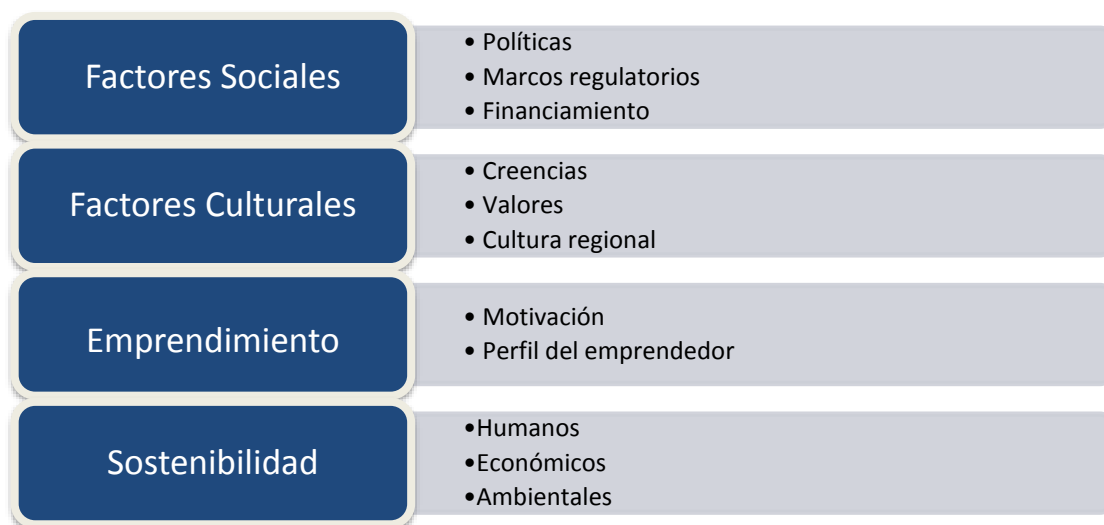 Factores Sociales
• Políticas
• Marcos regulatorios
• Financiamiento
Factores Culturales
• Creencias
• Valores
• Cultura regional
Emprendimiento
• Motivación
• Perfil del emprendedor
Sostenibilidad
•Humanos
•Económicos
•Ambientales